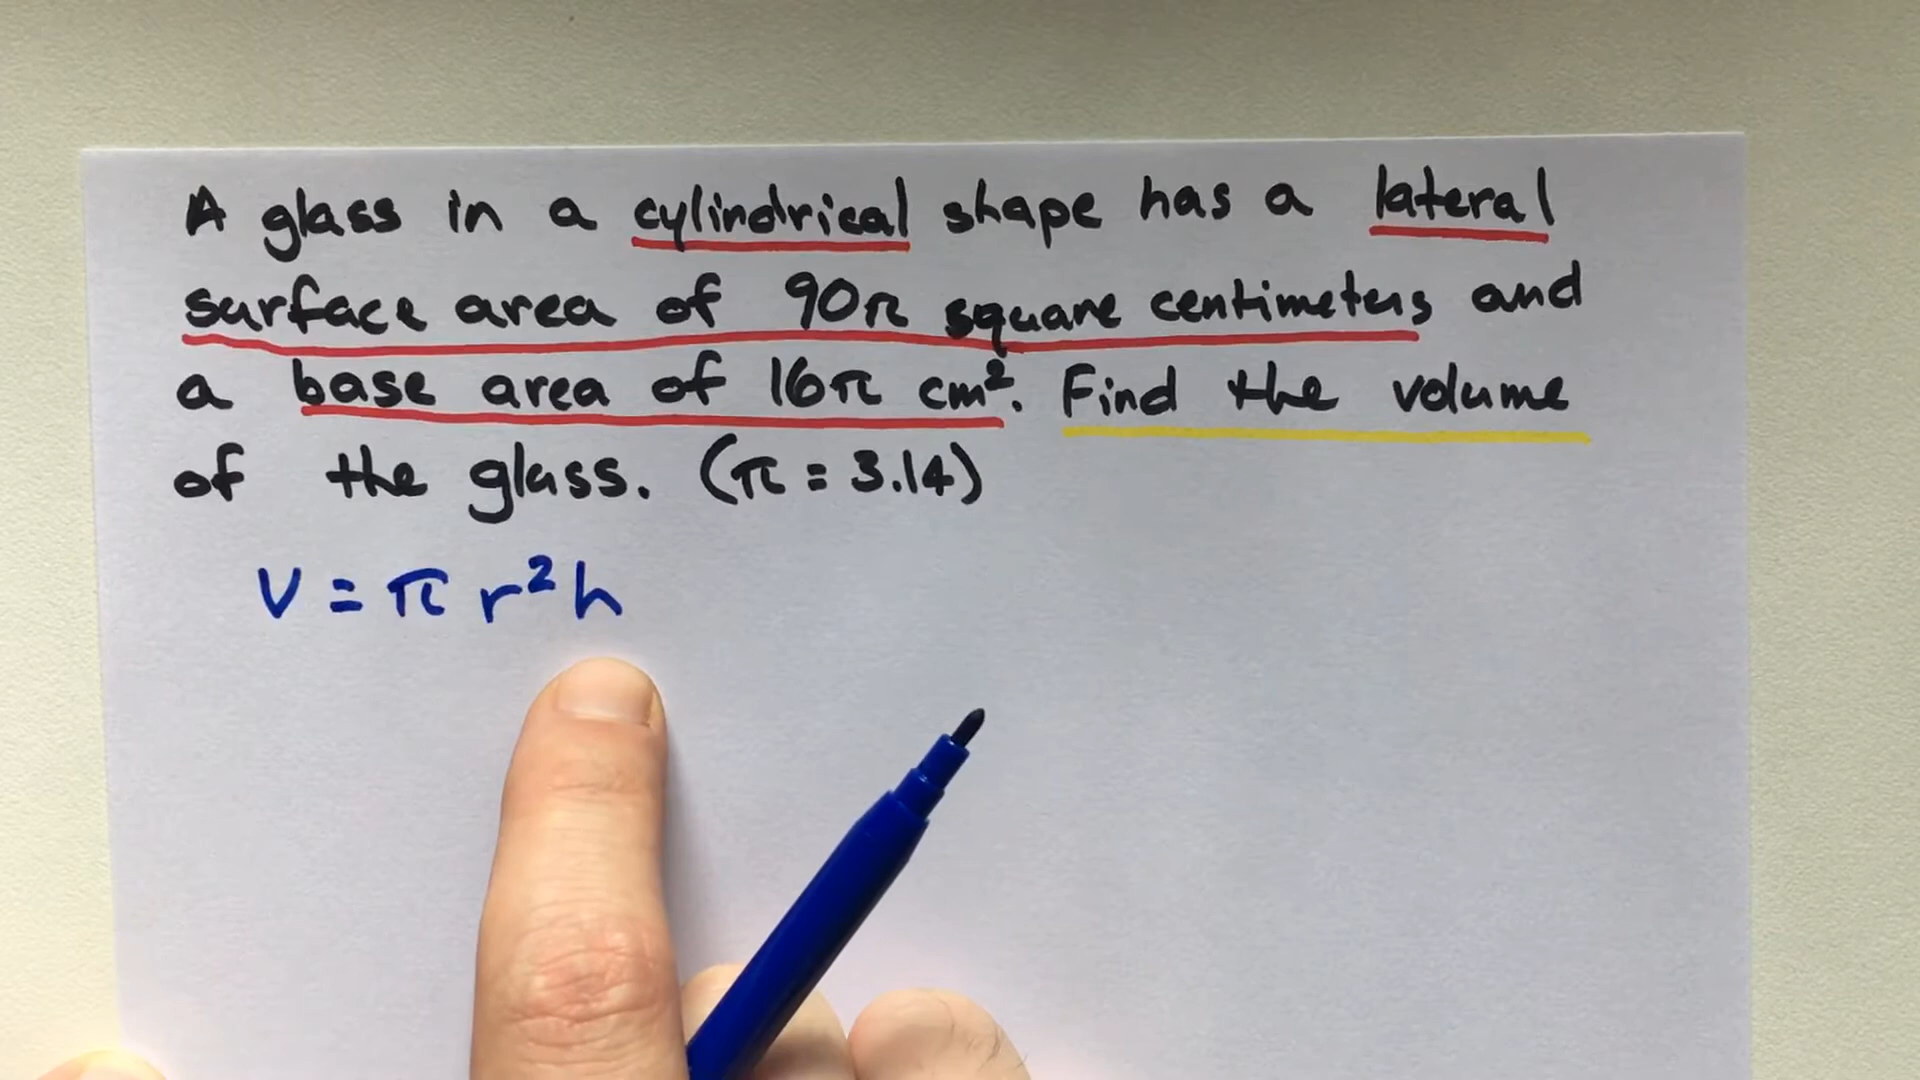 A glass in a cylindrical shape has a lateral
surface area of 90π square centimeters and
a base area of 16π cm². Find the volume
of the glass. (π = 3.14)
V = π r²h